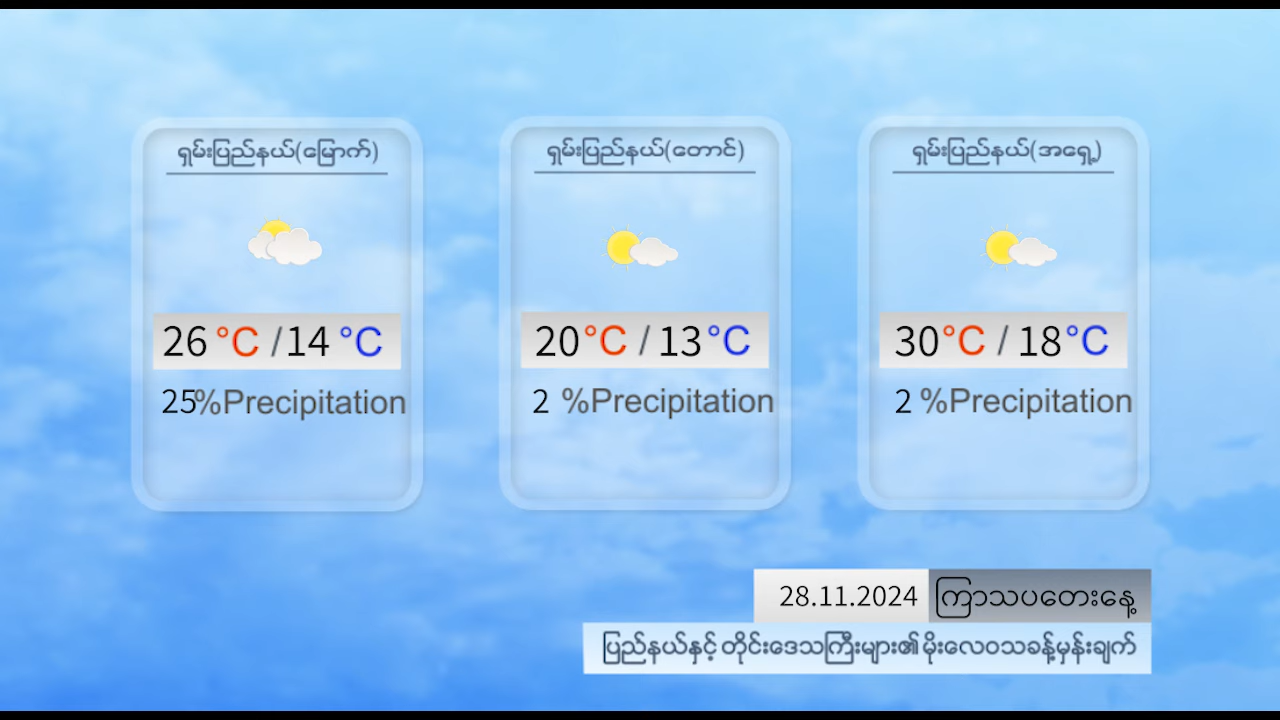 ရှမ်းပြည်နယ်(မြောက်)
26 °C / 14 °C
25%Precipitation
ရှမ်းပြည်နယ်(တောင်)
20°C / 13°C
2 %Precipitation
ရှမ်းပြည်နယ်(အရှေ့)
30°C / 18°C
2 %Precipitation
28.11.2024 ကြာသပတေးနေ့
ပြည်နယ်နှင့် တိုင်းဒေသကြီးများ၏ မိုးလေဝသခန့်မှန်းချက်